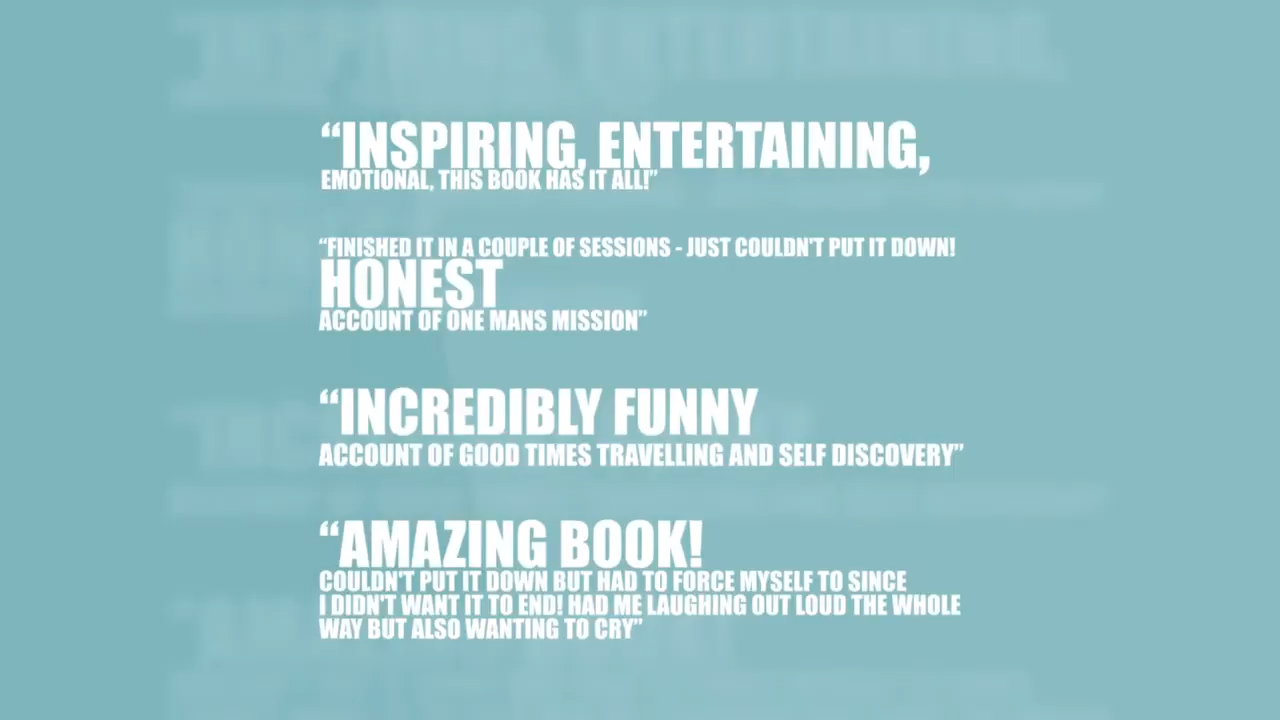 “INSPIRING, ENTERTAINING,
EMOTIONAL, THIS BOOK HAS IT ALL!”
“FINISHED IT IN A COUPLE OF SESSIONS - JUST COULDN'T PUT IT DOWN!
HONEST
ACCOUNT OF ONE MANS MISSION”
“INCREDIBLY FUNNY
ACCOUNT OF GOOD TIMES TRAVELLING AND SELF DISCOVERY”
“AMAZING BOOK!
COULDN'T PUT IT DOWN BUT HAD TO FORCE MYSELF TO SINCE
I DIDN'T WANT IT TO END! HAD ME LAUGHING OUT LOUD THE WHOLE
WAY BUT ALSO WANTING TO CRY”